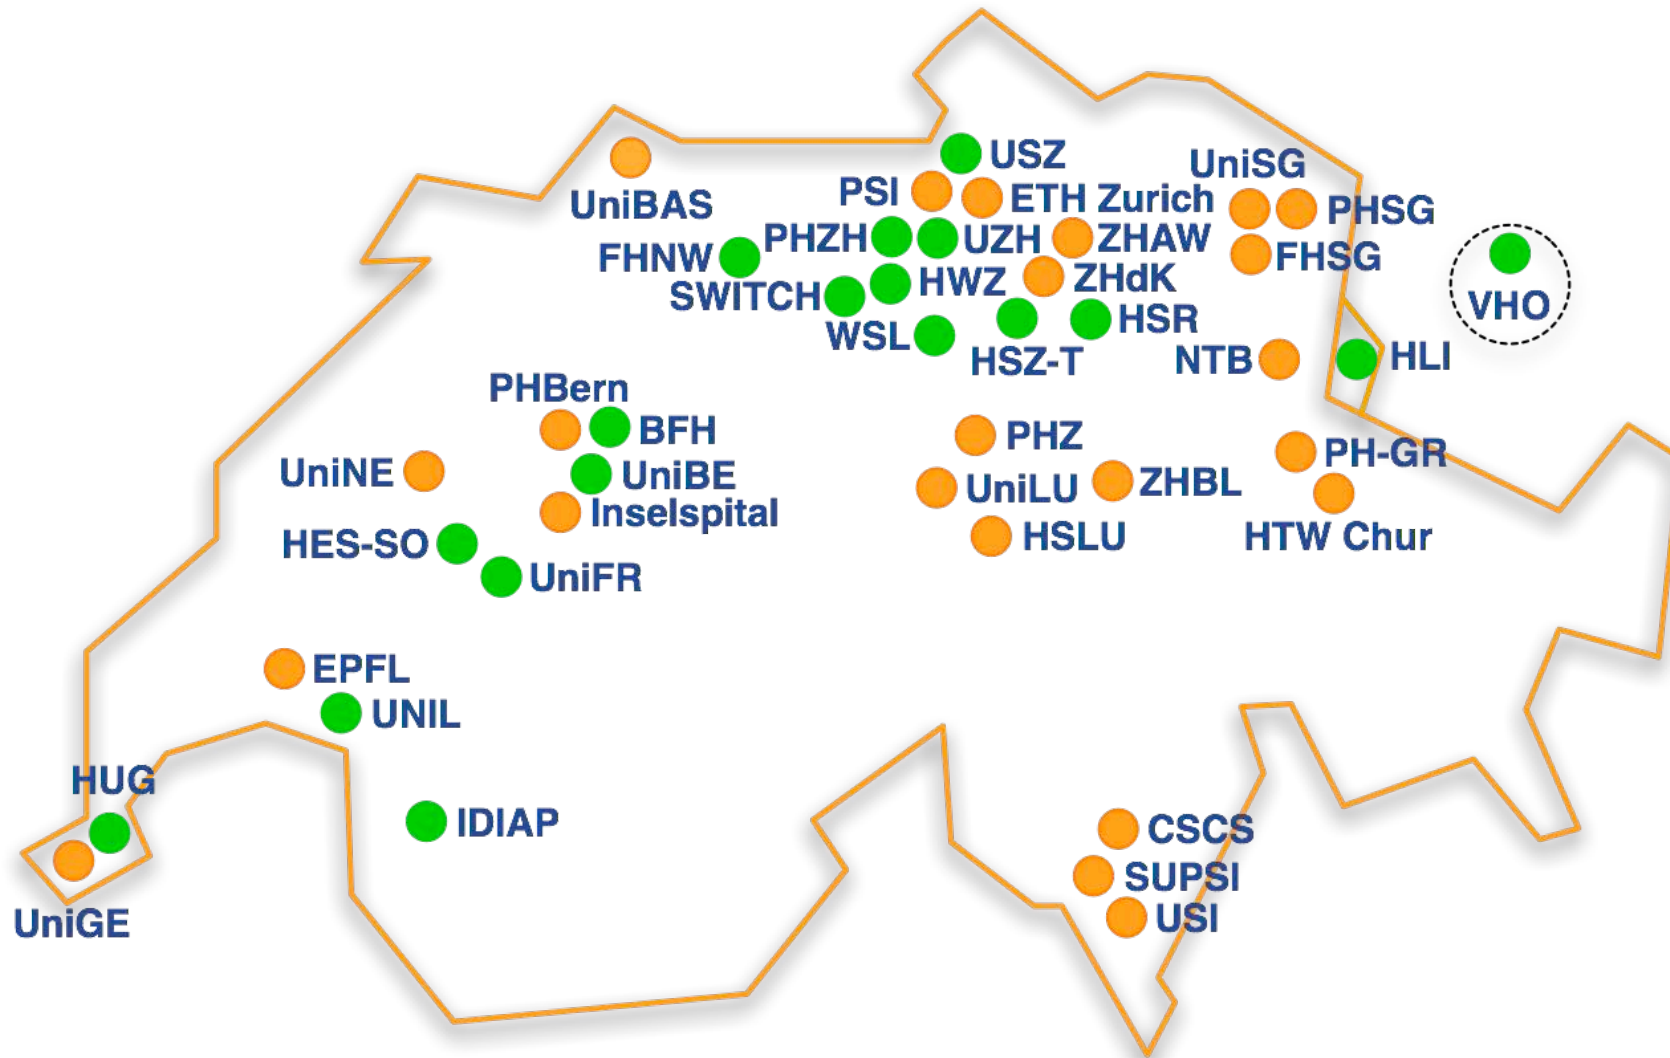 USZ
UniSG
PSI
ETH Zurich
PHSG
UniBAS
PHZH
UZH
ZHAW
FHNW
FHSG
SWITCH
HWZ
ZHdK
VHO
WSL
HSR
HSZ-T
NTB
HLI
PHBern
BFH
PHZ
PH-GR
UniNE
UniBE
UniLU
ZHBL
Inselspital
HES-SO
HSLU
HTW Chur
UniFR
EPFL
UNIL
HUG
IDIAP
CSCS
SUPSI
UniGE
USI